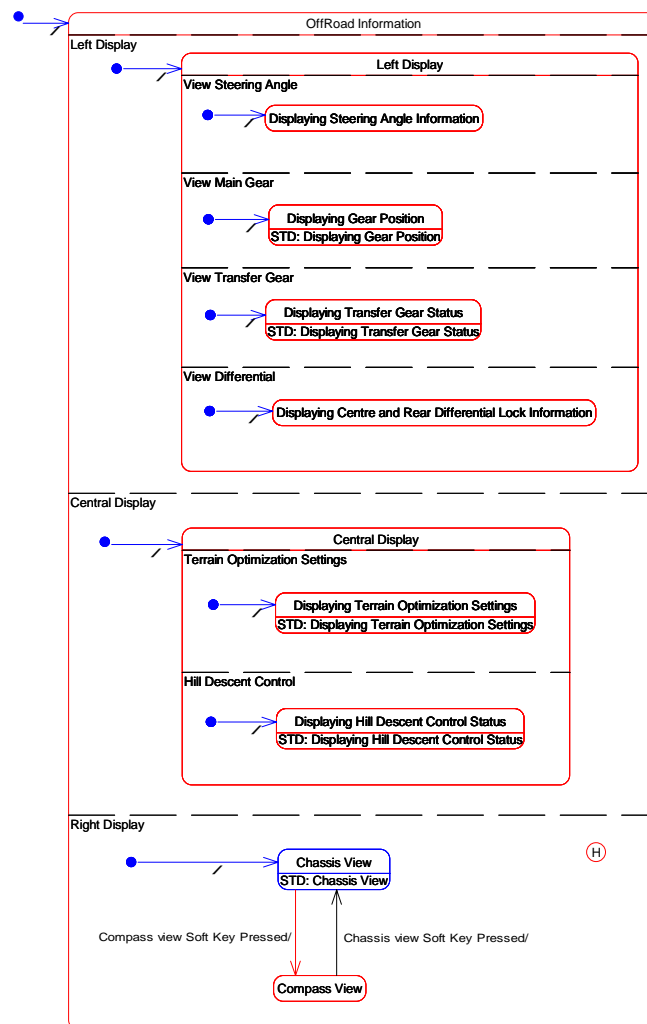 OffRoad Information
Left Display
Left Display
View Steering Angle
Displaying Steering Angle Information
View Main Gear
Displaying Gear Position
STD: Displaying Gear Position
View Transfer Gear
Displaying Transfer Gear Status
STD: Displaying Transfer Gear Status
View Differential
Displaying Centre and Rear Differential Lock Information
Central Display
Central Display
Terrain Optimization Settings
Displaying Terrain Optimization Settings
STD: Displaying Terrain Optimization Settings
Hill Descent Control
Displaying Hill Descent Control Status
STD: Displaying Hill Descent Control Status
Right Display
H
Chassis View
STD: Chassis View
Compass view Soft Key Pressed/
Chassis view Soft Key Pressed/
Compass View